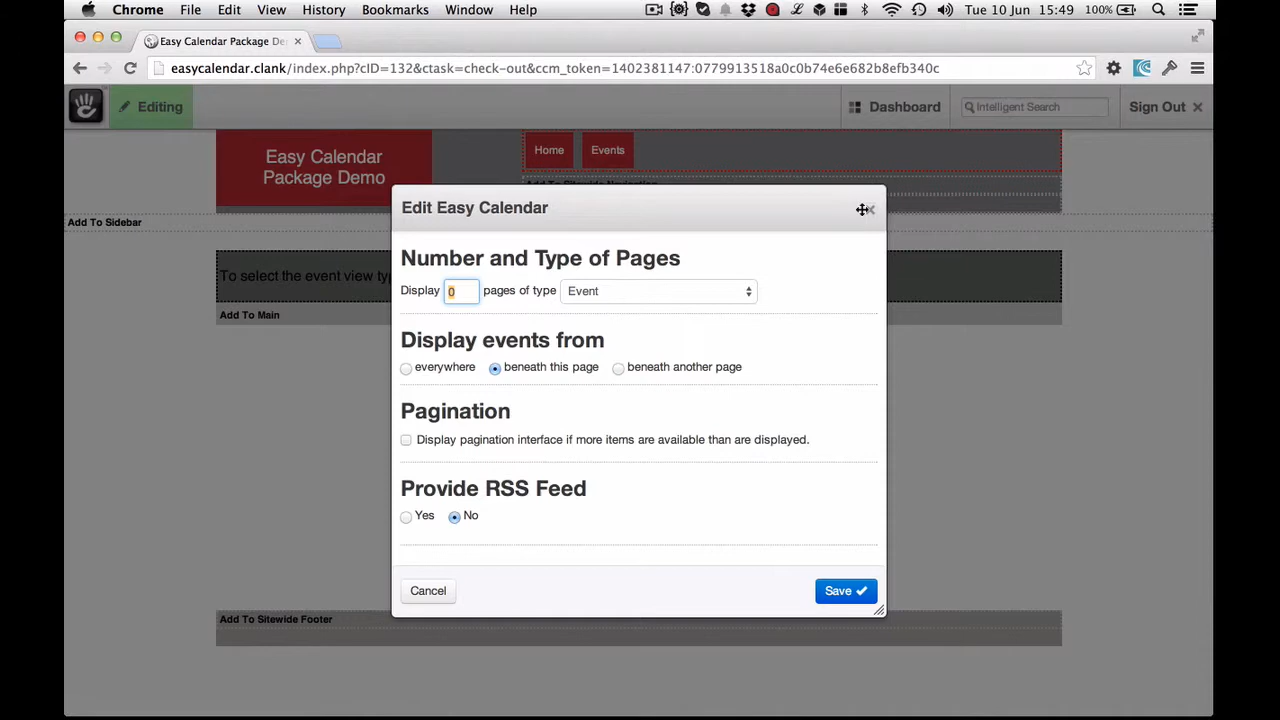 Chrome File Edit View History Bookmarks Window Help Tue 10 Jun 15:49 100%
Easy Calendar Package De
easycalendar.clank/index.php?cID=132&ctask=check-out&ccm_token=1402381147:0779913518a0c0b74e6e682b8efb340c
Editing Dashboard Intelligent Search Sign Out
Easy Calendar
Package Demo
Home Events
Add To Sitewide Navigation
Add To Sidebar
Edit Easy Calendar
To select the event view typ
Add To Main
Number and Type of Pages
Display 0 pages of type Event
Display events from
everywhere beneath this page beneath another page
Pagination
Display pagination interface if more items are available than are displayed.
Provide RSS Feed
Yes No
Cancel Save
Add To Sitewide Footer